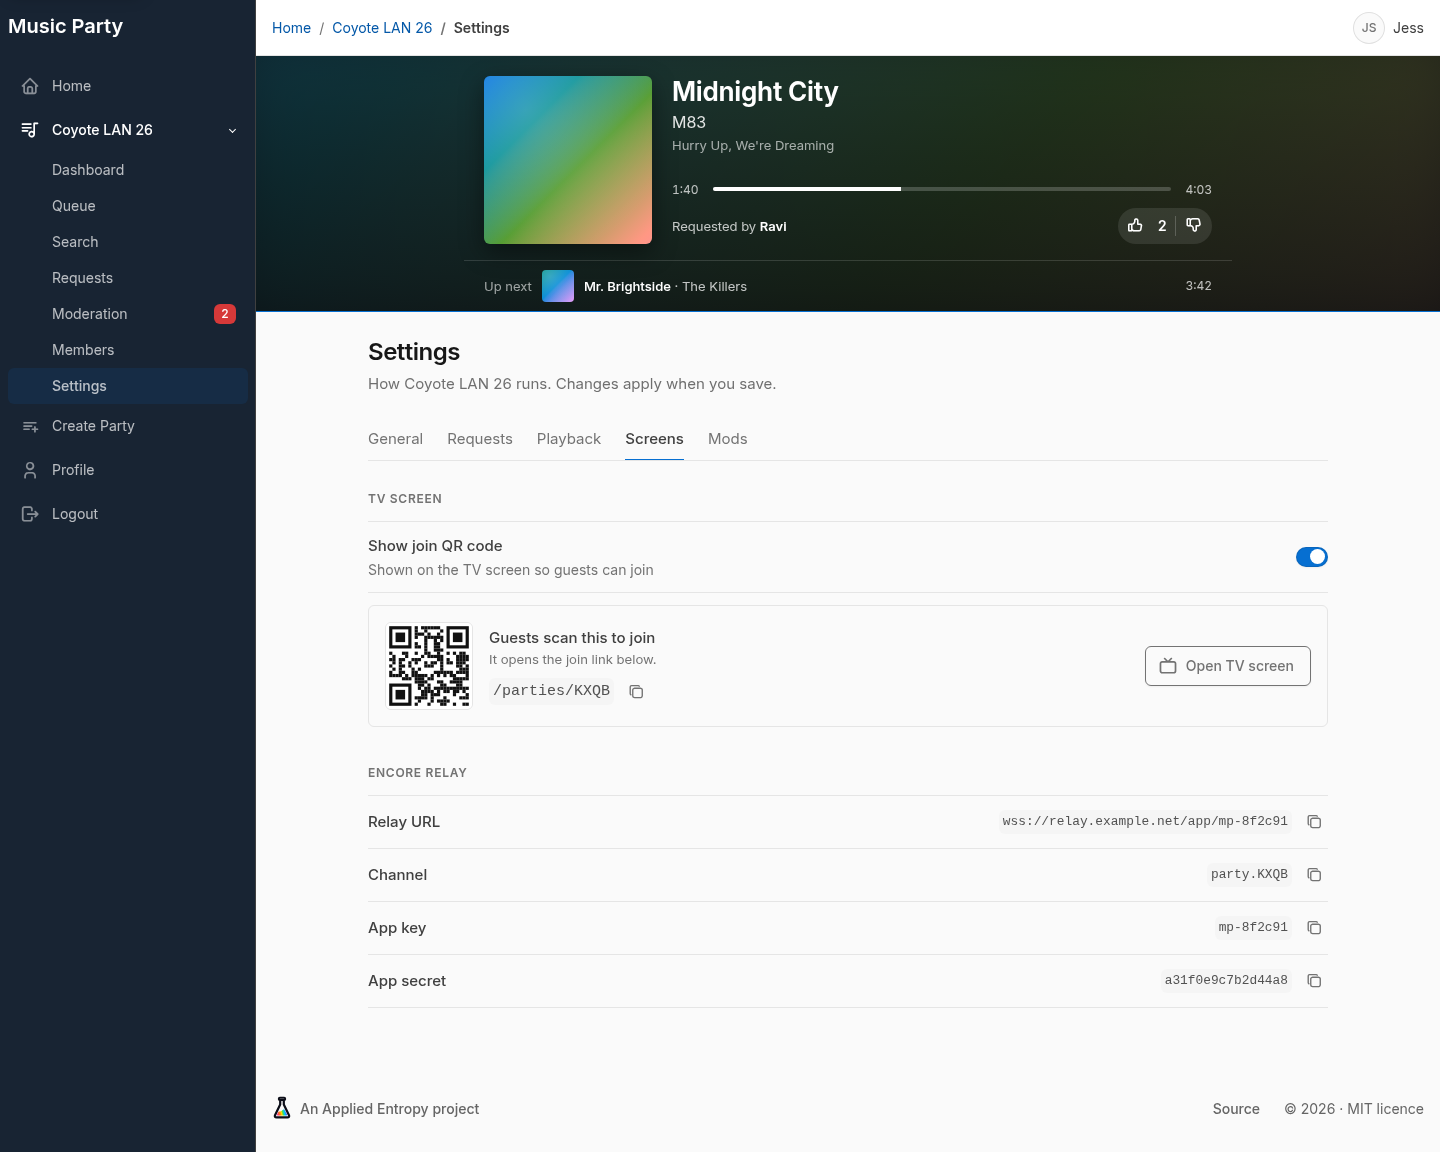 Music Party
Home
Coyote LAN 26
Dashboard
Queue
Search
Requests
Moderation 2
Members
Settings
Create Party
Profile
Logout
Home / Coyote LAN 26 / Settings
JS Jess
Midnight City
M83
Hurry Up, We're Dreaming
1:40 4:03
Requested by Ravi 2
Up next Mr. Brightside · The Killers 3:42
Settings
How Coyote LAN 26 runs. Changes apply when you save.
General Requests Playback Screens Mods
TV SCREEN
Show join QR code
Shown on the TV screen so guests can join
Guests scan this to join
It opens the join link below.
/parties/KXQB
Open TV screen
ENCORE RELAY
Relay URL wss://relay.example.net/app/mp-8f2c91
Channel party.KXQB
App key mp-8f2c91
App secret a31f0e9c7b2d44a8
An Applied Entropy project Source © 2026 · MIT licence